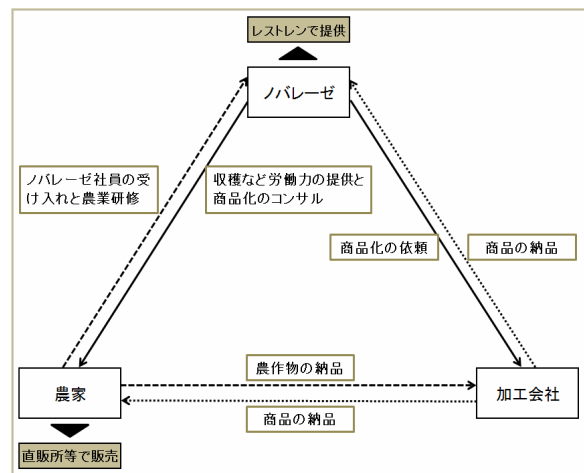 レストレンで提供
ノバレーゼ
ノバレーゼ社員の受
け入れと農業研修
収穫など労働力の提供と
商品化のコンサル
商品化の依頼
商品の納品
農作物の納品
農家
加工会社
商品の納品
直販所等で販売